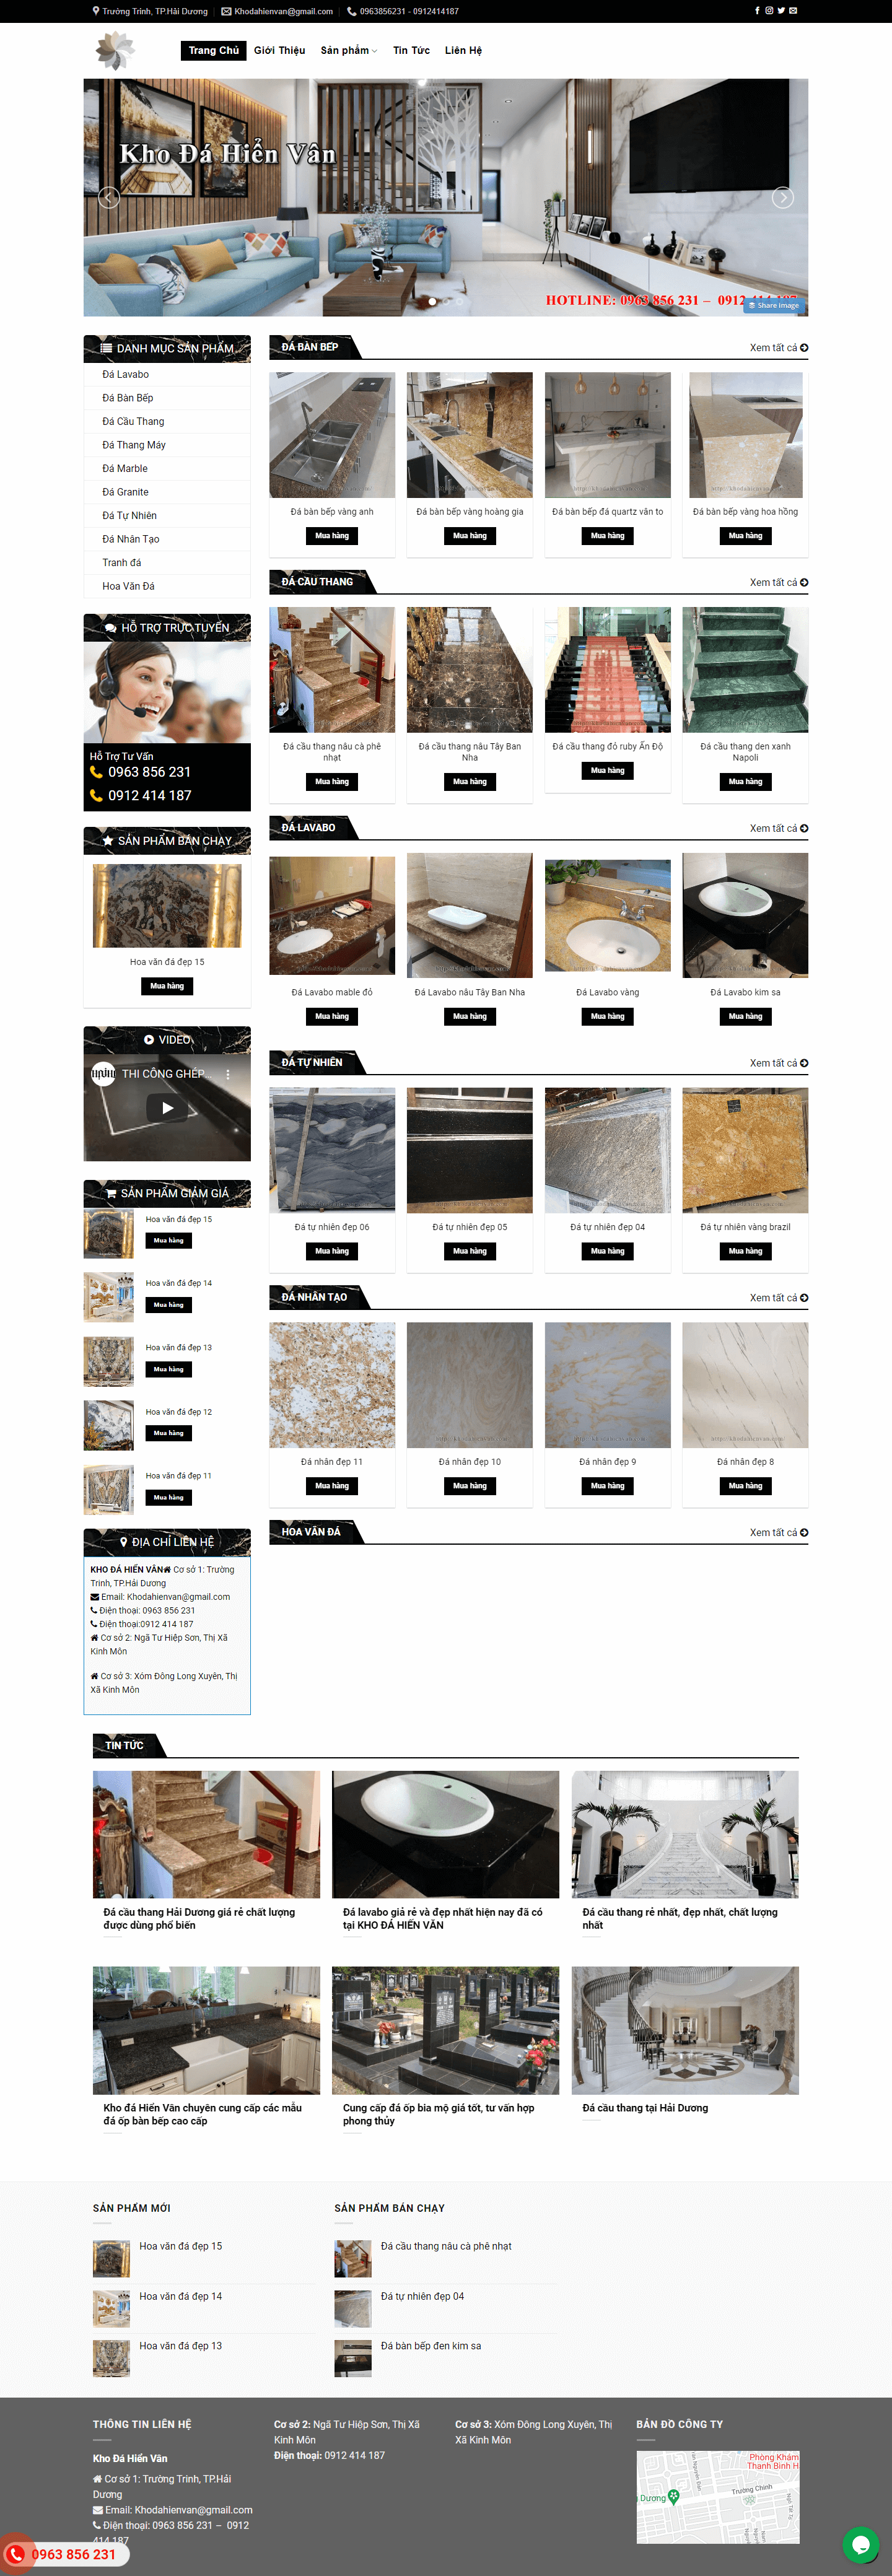 Trường Trinh, TP.Hải Dương
Khodahienvan@gmail.com
0963856231 - 0912414187
Trang Chủ
Giới Thiệu
Sản phẩm
Tin Tức
Liên Hệ
Kho Đá Hiển Vân
HOTLINE: 0963 856 231 –
Share Image
DANH MỤC SẢN PHẨM
Đá Lavabo
Đá Bàn Bếp
Đá Cầu Thang
Đá Thang Máy
Đá Marble
Đá Granite
Đá Tự Nhiên
Đá Nhân Tạo
Tranh đá
Hoa Văn Đá
HỖ TRỢ TRỰC TUYẾN
Hỗ Trợ Tư Vấn
0963 856 231
0912 414 187
SẢN PHẨM BÁN CHẠY
Hoa văn đá đẹp 15
Mua hàng
VIDEO
THI CÔNG GHÉP...
SẢN PHẨM GIẢM GIÁ
Hoa văn đá đẹp 15
Mua hàng
Hoa văn đá đẹp 14
Mua hàng
Hoa văn đá đẹp 13
Mua hàng
Hoa văn đá đẹp 12
Mua hàng
Hoa văn đá đẹp 11
Mua hàng
ĐỊA CHỈ LIÊN HỆ
KHO ĐÁ HIỂN VÂN Cơ sở 1: Trường
Trinh, TP.Hải Dương
Email: Khodahienvan@gmail.com
Điện thoại: 0963 856 231
Điện thoại:0912 414 187
Cơ sở 2: Ngã Tư Hiệp Sơn, Thị Xã
Kinh Môn
Cơ sở 3: Xóm Đông Long Xuyên, Thị
Xã Kinh Môn
ĐÁ BÀN BẾP
Xem tất cả
Đá bàn bếp vàng anh
Đá bàn bếp vàng hoàng gia
Đá bàn bếp đá quartz vân to
Đá bàn bếp vàng hoa hồng
Mua hàng
Mua hàng
Mua hàng
Mua hàng
ĐÁ CẦU THANG
Xem tất cả
Đá cầu thang nâu cà phê
nhạt
Đá cầu thang nâu Tây Ban
Nha
Đá cầu thang đỏ ruby Ấn Độ
Đá cầu thang đen xanh
Napoli
Mua hàng
Mua hàng
Mua hàng
Mua hàng
ĐÁ LAVABO
Xem tất cả
Đá Lavabo mable đỏ
Đá Lavabo nâu Tây Ban Nha
Đá Lavabo vàng
Đá Lavabo kim sa
Mua hàng
Mua hàng
Mua hàng
Mua hàng
ĐÁ TỰ NHIÊN
Xem tất cả
Đá tự nhiên đẹp 06
Đá tự nhiên đẹp 05
Đá tự nhiên đẹp 04
Đá tự nhiên vàng brazil
Mua hàng
Mua hàng
Mua hàng
Mua hàng
ĐÁ NHÂN TẠO
Xem tất cả
Đá nhân đẹp 11
Đá nhân đẹp 10
Đá nhân đẹp 9
Đá nhân đẹp 8
Mua hàng
Mua hàng
Mua hàng
Mua hàng
HOA VĂN ĐÁ
Xem tất cả
TIN TỨC
Đá cầu thang Hải Dương giá rẻ chất lượng
được dùng phổ biến
Đá lavabo giá rẻ và đẹp nhất hiện nay đã có
tại KHO ĐÁ HIỂN VÂN
Đá cầu thang rẻ nhất, đẹp nhất, chất lượng
nhất
Kho đá Hiển Vân chuyên cung cấp các mẫu
đá ốp bàn bếp cao cấp
Cung cấp đá ốp bia mộ giá tốt, tư vấn hợp
phong thủy
Đá cầu thang tại Hải Dương
SẢN PHẨM MỚI
Hoa văn đá đẹp 15
Hoa văn đá đẹp 14
Hoa văn đá đẹp 13
SẢN PHẨM BÁN CHẠY
Đá cầu thang nâu cà phê nhạt
Đá tự nhiên đẹp 04
Đá bàn bếp đen kim sa
THÔNG TIN LIÊN HỆ
Kho Đá Hiển Vân
Cơ sở 1: Trường Trinh, TP.Hải
Dương
Email: Khodahienvan@gmail.com
Điện thoại: 0963 856 231 – 0912
414 187
Cơ sở 2: Ngã Tư Hiệp Sơn, Thị Xã
Kinh Môn
Điện thoại: 0912 414 187
Cơ sở 3: Xóm Đông Long Xuyên, Thị
Xã Kinh Môn
BẢN ĐỒ CÔNG TY
Phòng Khám
Thanh Bình H
Trường Chinh
Dương
0963 856 231